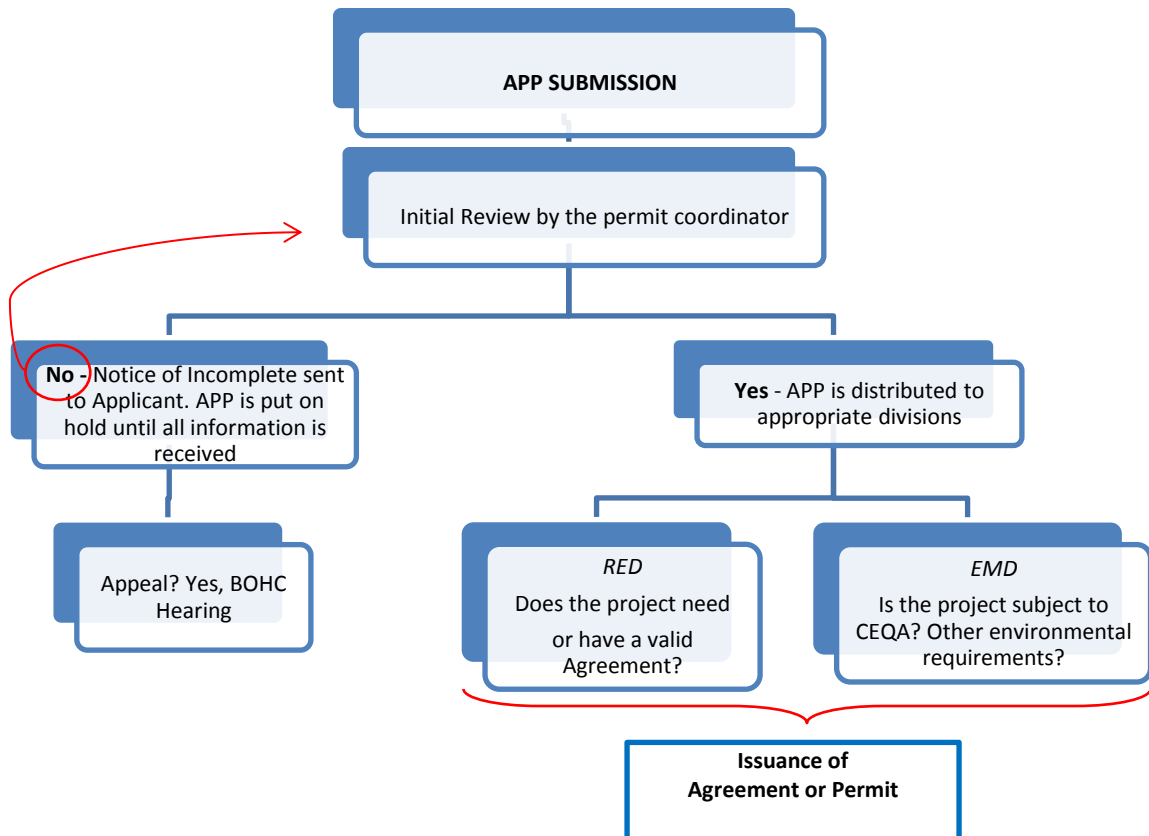 APP SUBMISSION
Initial Review by the permit coordinator
No - Notice of Incomplete sent
to Applicant. APP is put on
hold until all information is
received
Yes - APP is distributed to
appropriate divisions
Appeal? Yes, BOHC
Hearing
RED
Does the project need
or have a valid
Agreement?
EMD
Is the project subject to
CEQA? Other environmental
requirements?
Issuance of
Agreement or Permit